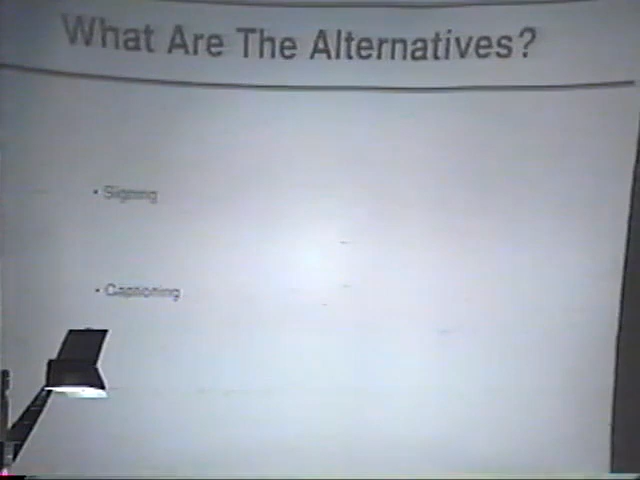 What Are The Alternatives?
• Signing
• Captioning